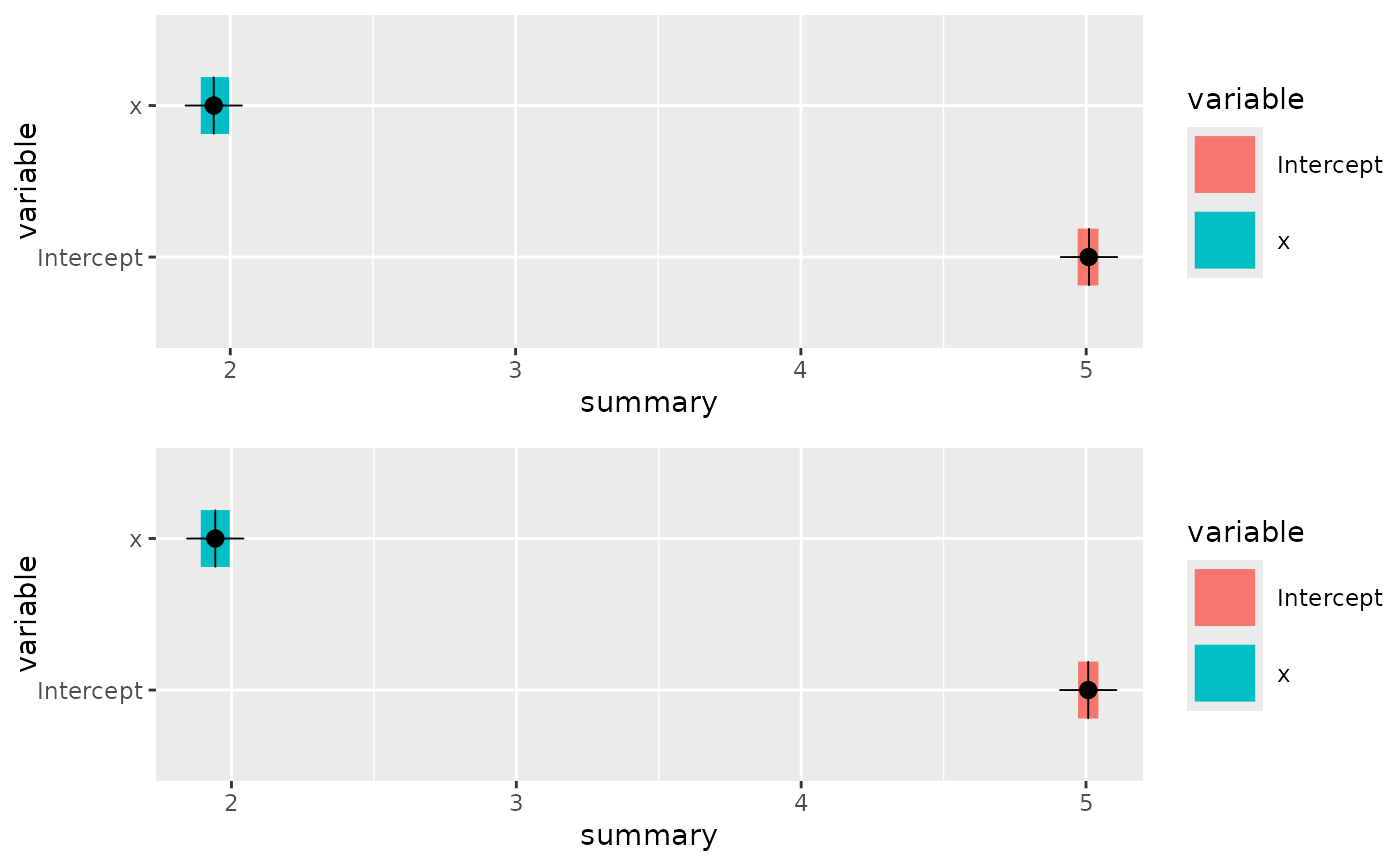 variable
x
Intercept
2 3 4 5
summary
variable
Intercept
x
variable
x
Intercept
2 3 4 5
summary
variable
Intercept
x